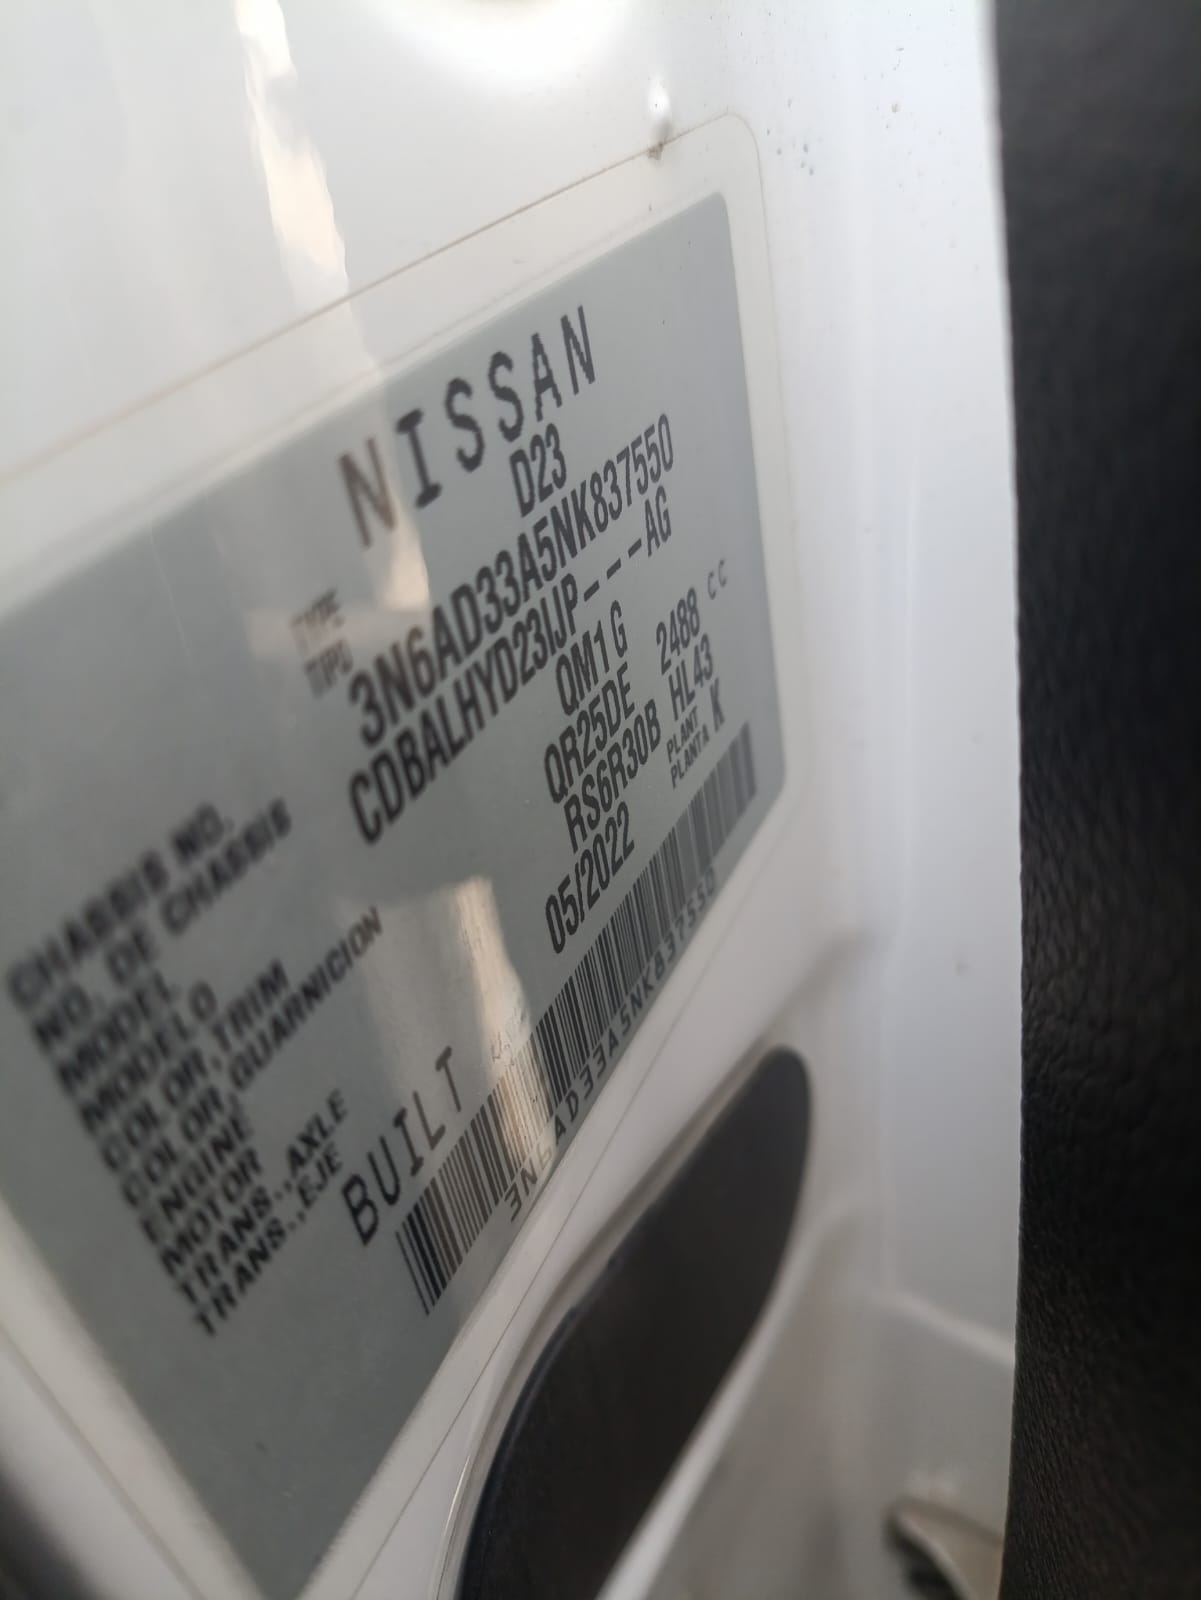 NISSAN
TYPE
TIPO D23
CHASSIS NO. 3N6AD33A5NK837550
NO. DE CHASSIS
MODEL CDBALHYD23IJP---AG
MODELO
COLOR,TRIM QM1 G
COLOR,GUARNICION
ENGINE QR25DE 2488 CC
MOTOR
TRANS.,AXLE RS6R30B HL43
TRANS.,EJE
BUILT 05/2022 PLANT K
PLANTA
3N6AD33A5NK837550